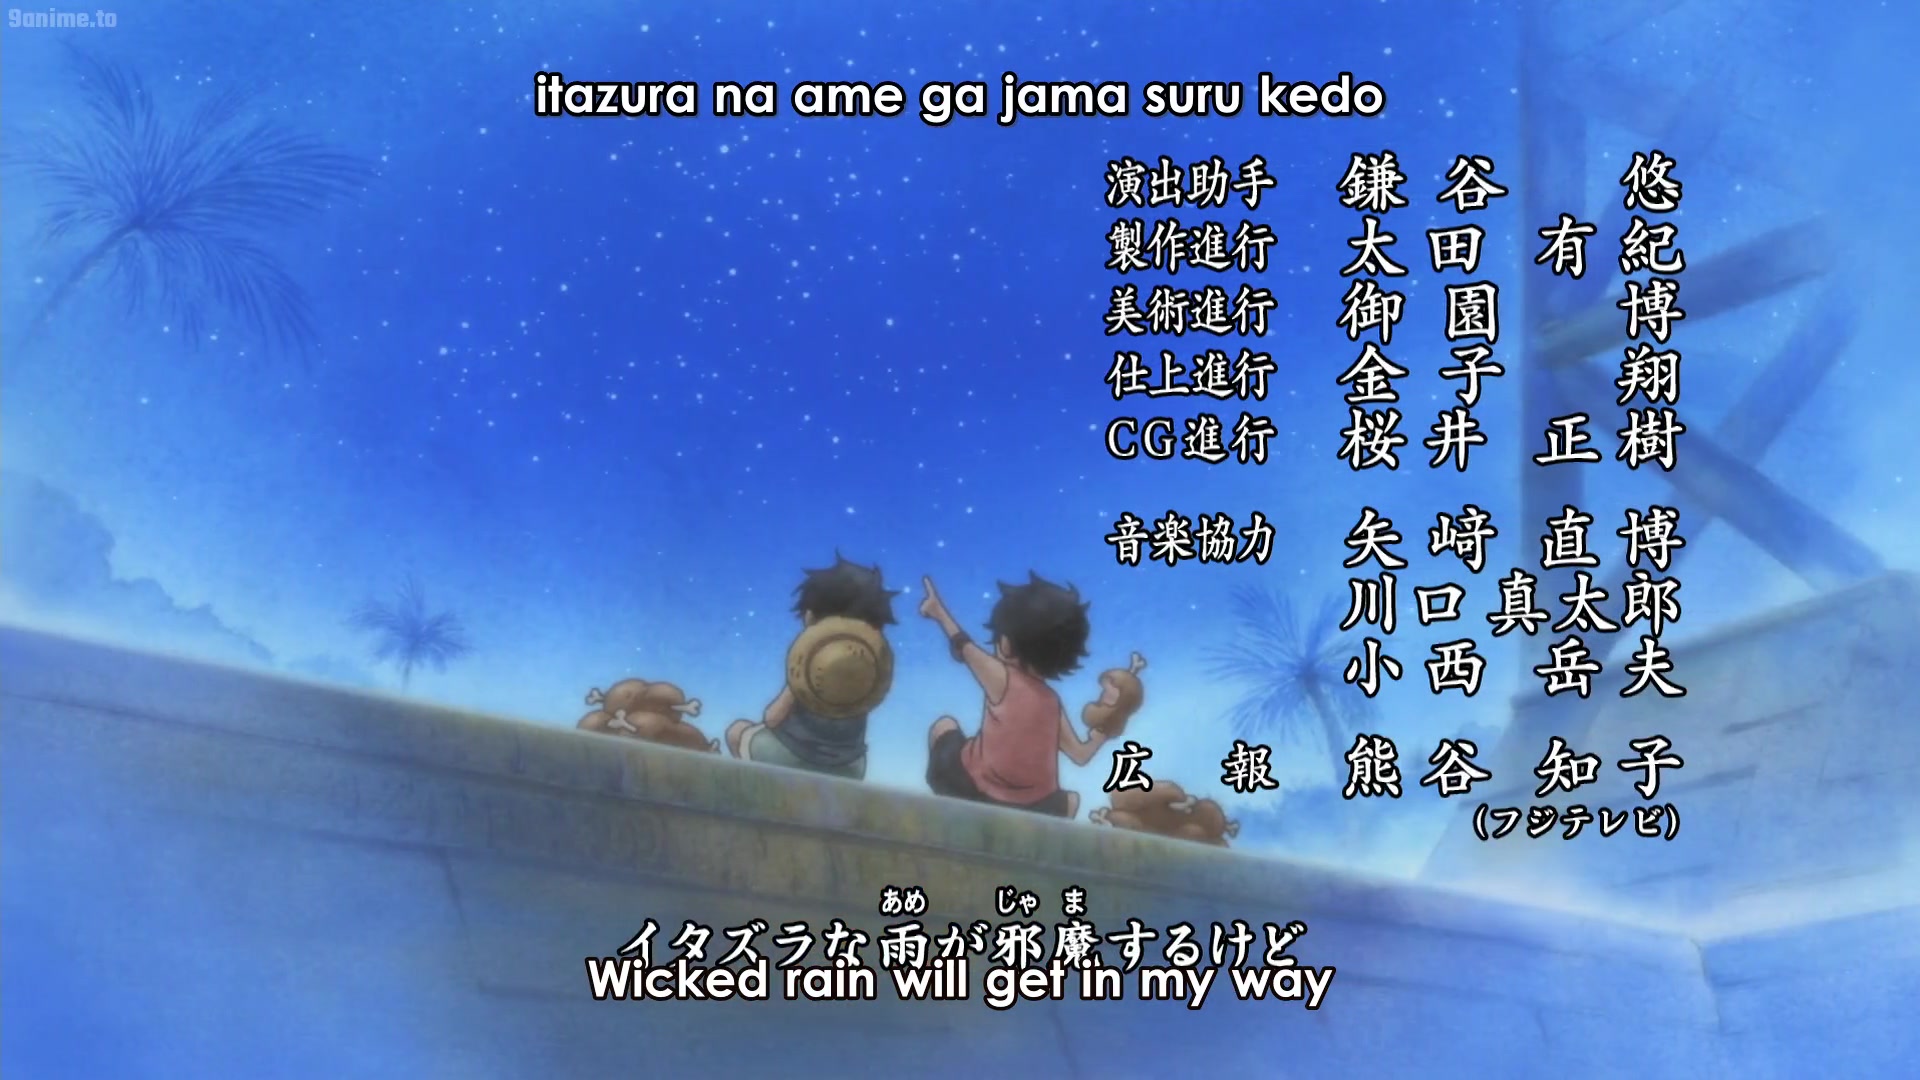 9anime.to
itazura na ame ga jama suru kedo
演出助手 鎌谷 悠
製作進行 太田 有紀
美術進行 御園 博
仕上進行 金子 翔
CG進行 桜井 正樹
音楽協力 矢﨑 直博
川口 真太郎
小西 岳夫
広報 熊谷 知子
(フジテレビ)
あめ じゃ ま
イタズラな雨が邪魔するけど
Wicked rain will get in my way